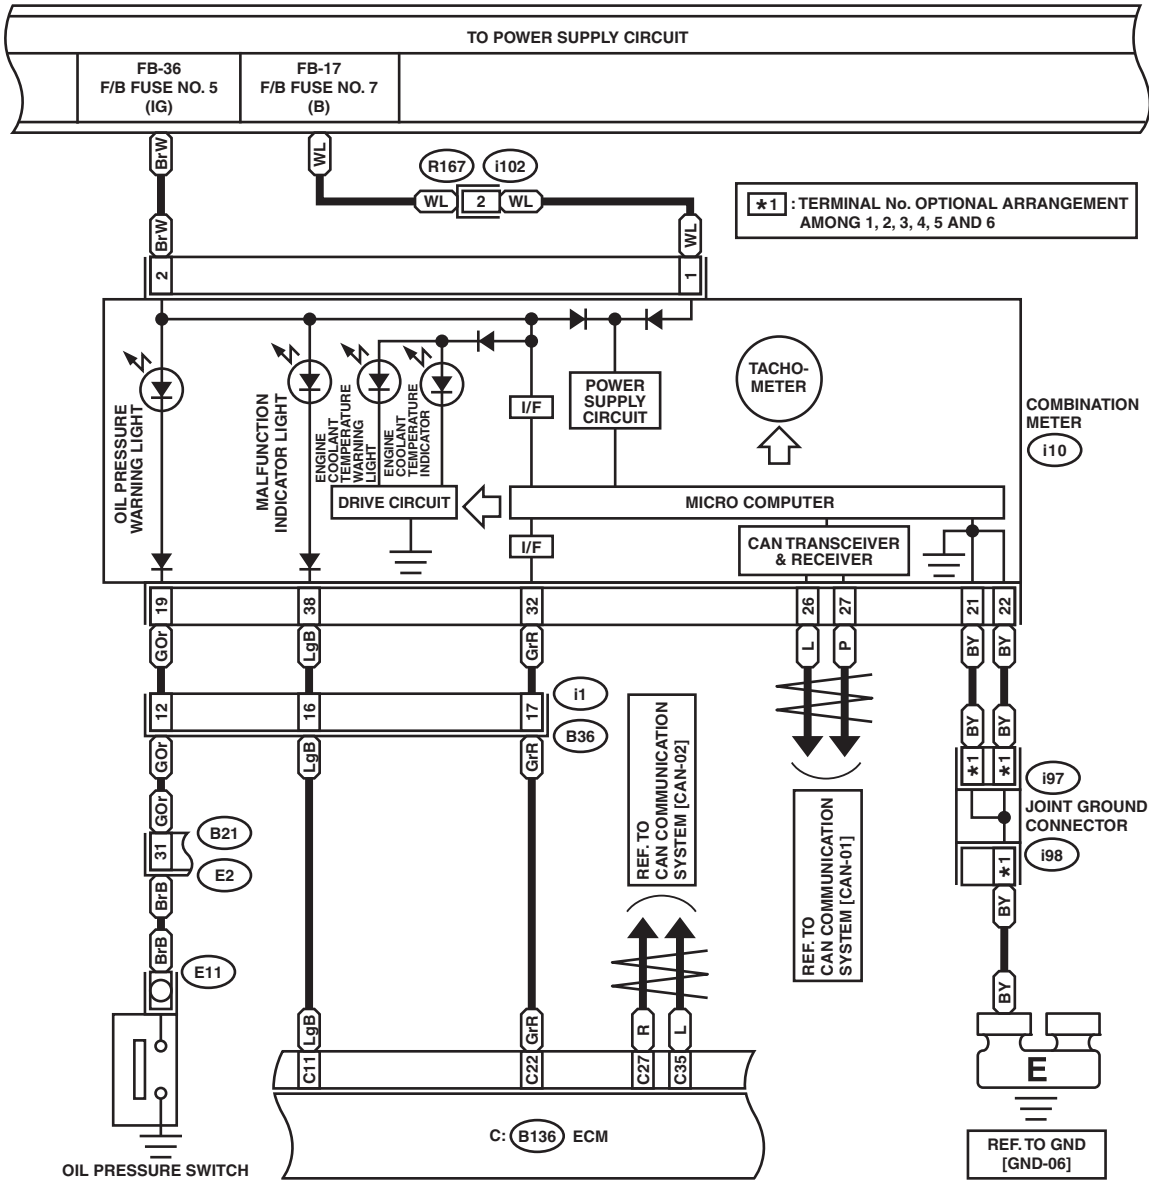 TO POWER SUPPLY CIRCUIT
FB-36
F/B FUSE NO. 5
(IG)
FB-17
F/B FUSE NO. 7
(B)
BrW
WL
R167
i102
WL
2
WL
*1 : TERMINAL No. OPTIONAL ARRANGEMENT
AMONG 1, 2, 3, 4, 5 AND 6
BrW
WL
2
1
OIL PRESSURE
WARNING LIGHT
MALFUNCTION
INDICATOR LIGHT
ENGINE
COOLANT
TEMPERATURE
WARNING
LIGHT
ENGINE
COOLANT
TEMPERATURE
INDICATOR
I/F
POWER
SUPPLY
CIRCUIT
TACHO-
METER
COMBINATION
METER
i10
DRIVE CIRCUIT
MICRO COMPUTER
I/F
CAN TRANSCEIVER
& RECEIVER
19
38
32
26
27
21
22
GOr
LgB
GrR
L
P
BY
BY
12
16
17
i1
B36
GOr
LgB
GrR
BY
BY
*1
*1
i97
JOINT GROUND
CONNECTOR
i98
*1
BY
GOr
31
B21
E2
BrB
BrB
E11
REF. TO
CAN COMMUNICATION
SYSTEM [CAN-02]
REF. TO
CAN COMMUNICATION
SYSTEM [CAN-01]
LgB
GrR
R
L
BY
C11
C22
C27
C35
E
C: B136 ECM
OIL PRESSURE SWITCH
REF. TO GND
[GND-06]